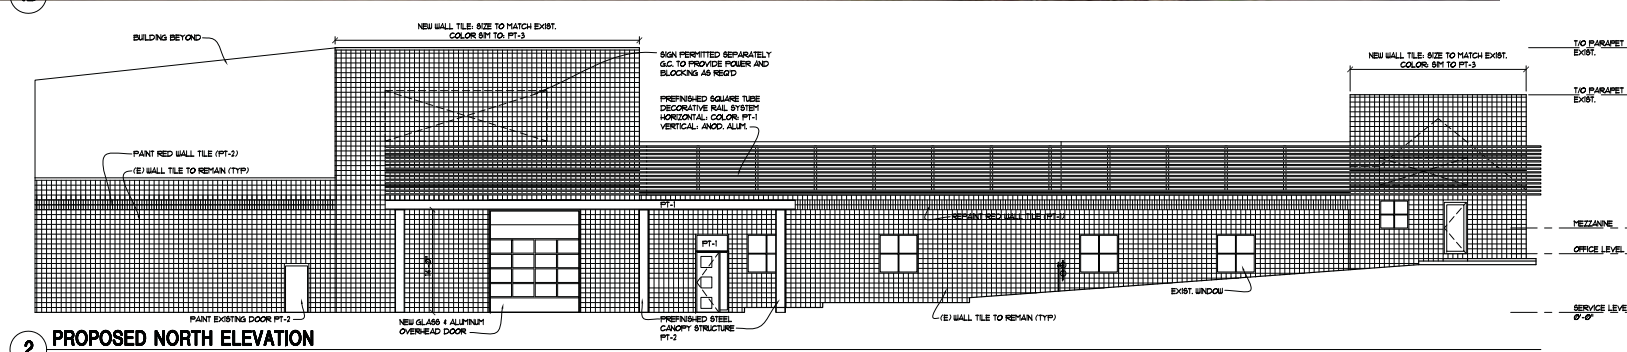 NEW WALL TILE: SIZE TO MATCH EXIST.
COLOR SIM TO: PT-3
BUILDING BEYOND
SIGN PERMITTED SEPARATELY
G.C. TO PROVIDE POWER AND
BLOCKING AS REQ'D
NEW WALL TILE: SIZE TO MATCH EXIST.
COLOR: SIM TO PT-3
T/O PARAPET
EXIST.
T/O PARAPET
EXIST.
PREFINISHED SQUARE TUBE
DECORATIVE RAIL SYSTEM
HORIZONTAL: COLOR: PT-1
VERTICAL: ANOD. ALUM.
PAINT RED WALL TILE (PT-2)
(E) WALL TILE TO REMAIN (TYP)
PT-1
REPAINT RED WALL TILE
MEZZANINE
PT-1
OFFICE LEVEL
EXIST. WINDOW
PAINT EXISTING DOOR PT-2
NEW GLASS & ALUMINUM
OVERHEAD DOOR
PREFINISHED STEEL
CANOPY STRUCTURE
PT-2
(E) WALL TILE TO REMAIN (TYP)
SERVICE LEVE
0'-0"
2
PROPOSED NORTH ELEVATION